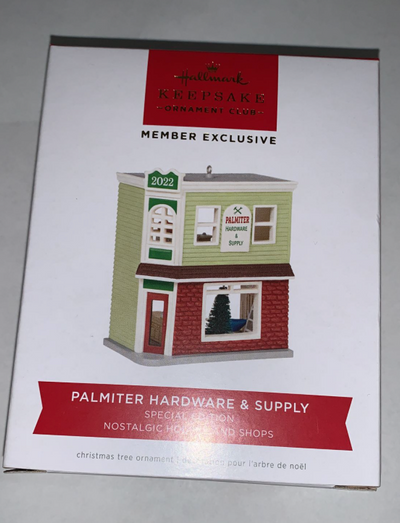 Hallmark
KEEPSAKE
ORNAMENT CLUB
MEMBER EXCLUSIVE
2022
PALMITER
HARDWARE
&
SUPPLY
PALMITER HARDWARE & SUPPLY
SPECIAL EDITION
NOSTALGIC AND SHOPS
christmas tree ornament pour l'arbre de noël